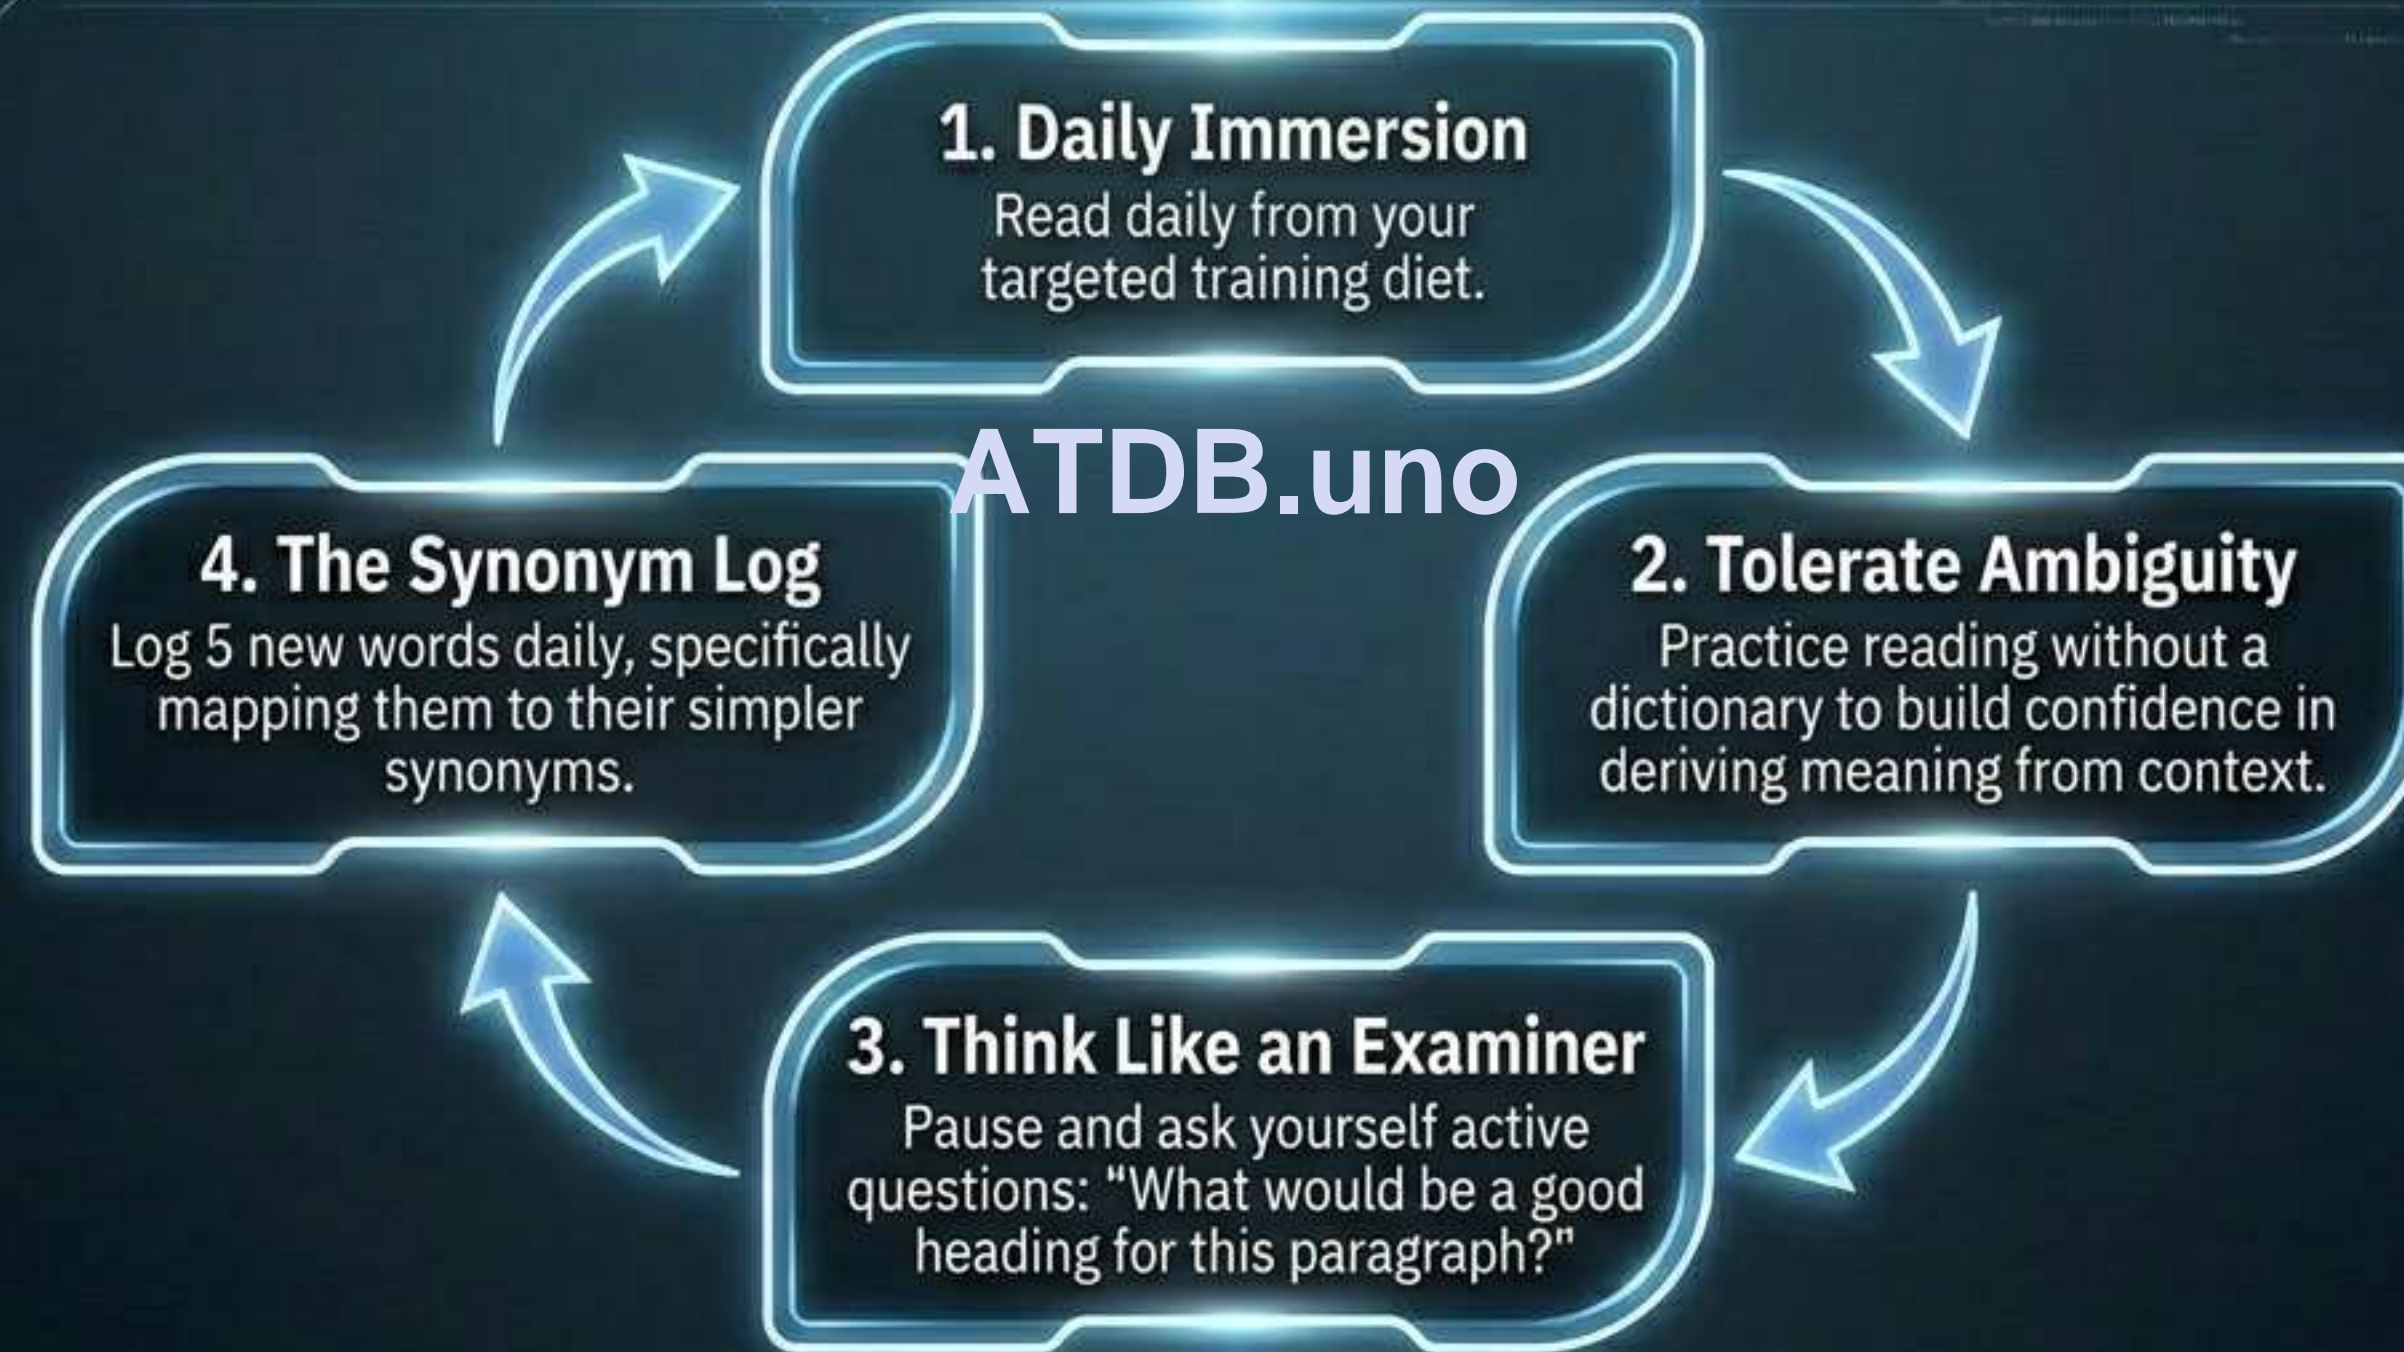 1. Daily Immersion
Read daily from your
targeted training diet.
ATDB.uno
2. Tolerate Ambiguity
Practice reading without a
dictionary to build confidence in
deriving meaning from context.
3. Think Like an Examiner
Pause and ask yourself active
questions: "What would be a good
heading for this paragraph?"
4. The Synonym Log
Log 5 new words daily, specifically
mapping them to their simpler
synonyms.